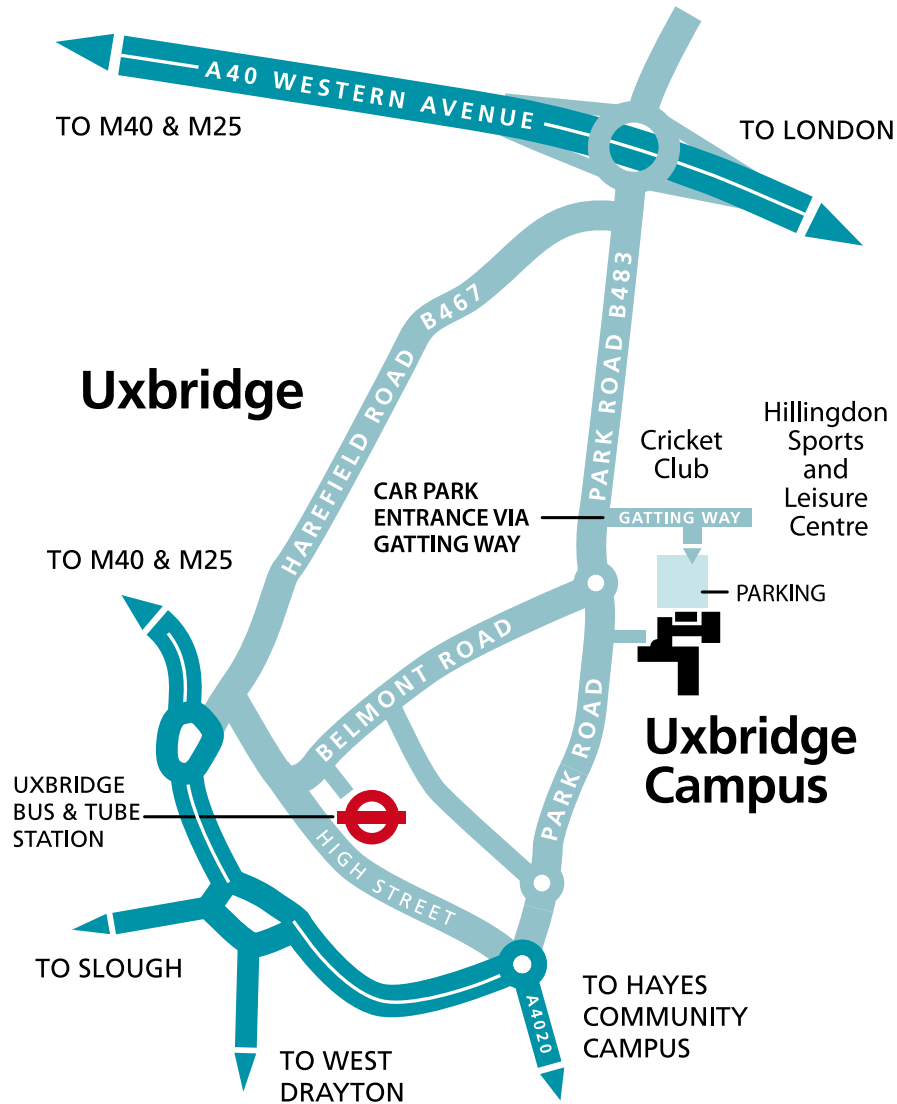 A40 WESTERN AVENUE
TO M40 & M25
TO LONDON
HAREFIELD ROAD B467
PARK ROAD B483
Uxbridge
Cricket
Club
Hillingdon
Sports
and
Leisure
Centre
CAR PARK
ENTRANCE VIA
GATTING WAY
GATTING WAY
TO M40 & M25
PARKING
BELMONT ROAD
PARK ROAD
Uxbridge
Campus
UXBRIDGE
BUS & TUBE
STATION
HIGH STREET
TO SLOUGH
TO HAYES
COMMUNITY
CAMPUS
A4020
TO WEST
DRAYTON